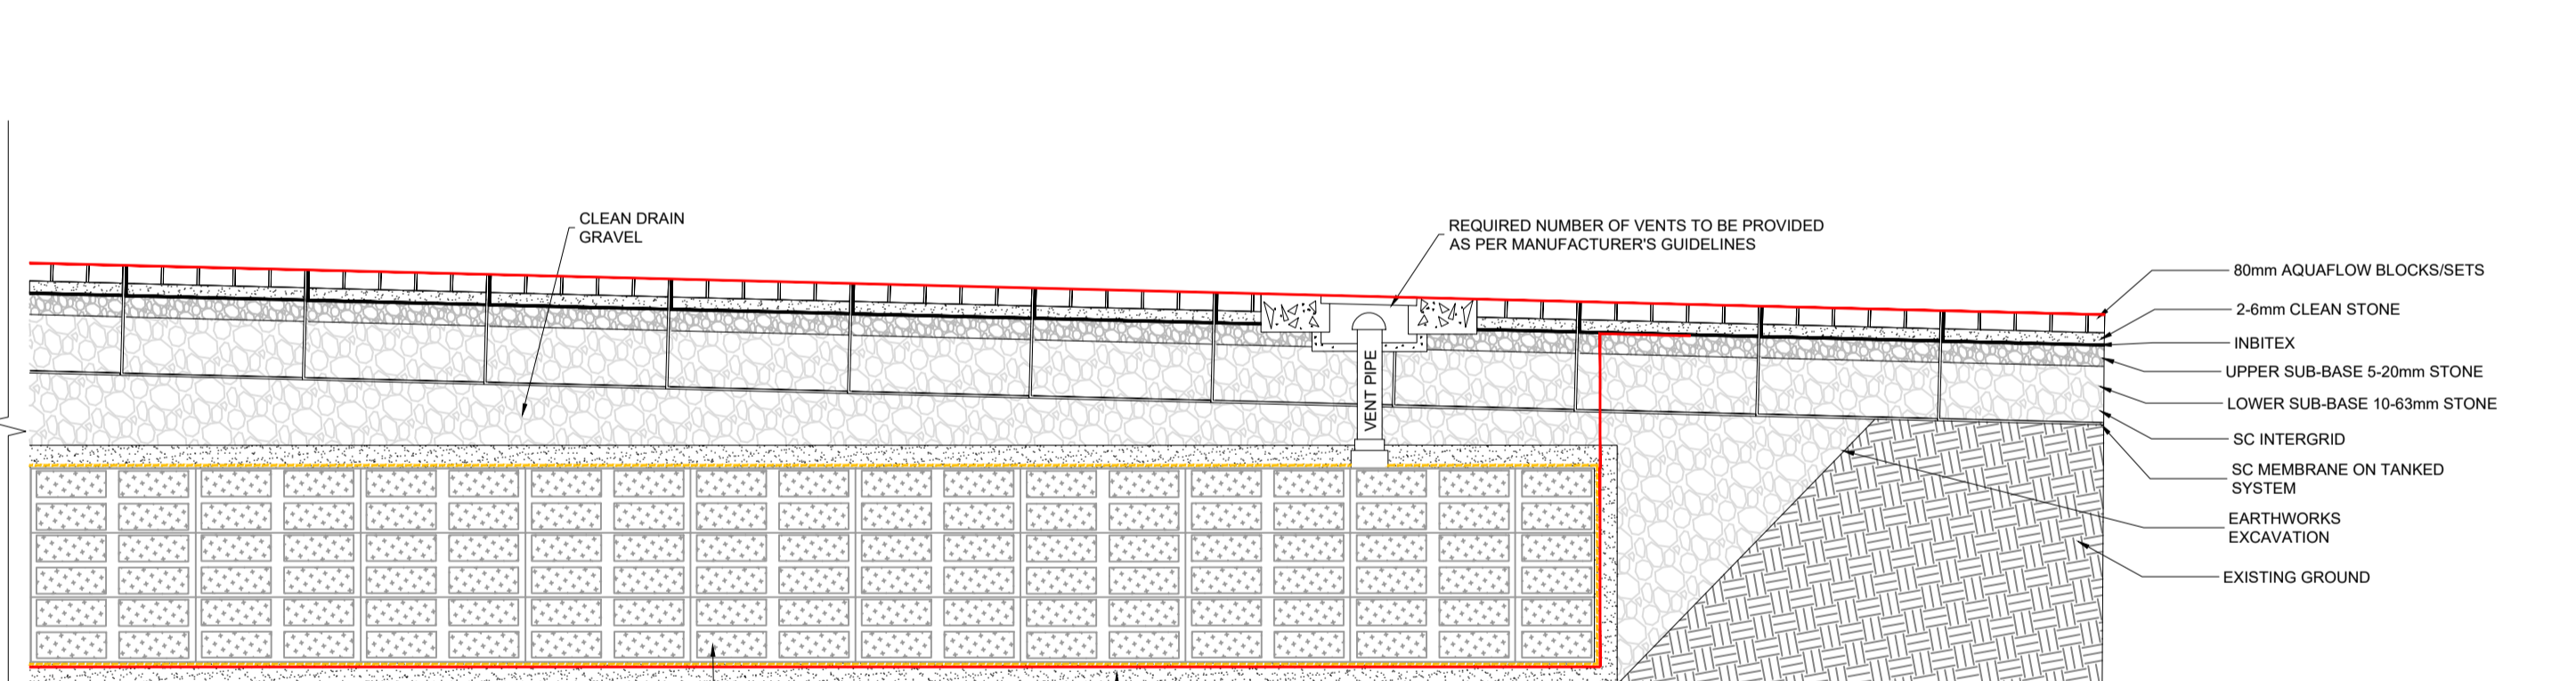 CLEAN DRAIN
GRAVEL
REQUIRED NUMBER OF VENTS TO BE PROVIDED
AS PER MANUFACTURER'S GUIDELINES
VENT PIPE
80mm AQUAFLOW BLOCKS/SETS
2-6mm CLEAN STONE
INBITEX
UPPER SUB-BASE 5-20mm STONE
LOWER SUB-BASE 10-63mm STONE
SC INTERGRID
SC MEMBRANE ON TANKED
SYSTEM
EARTHWORKS
EXCAVATION
EXISTING GROUND